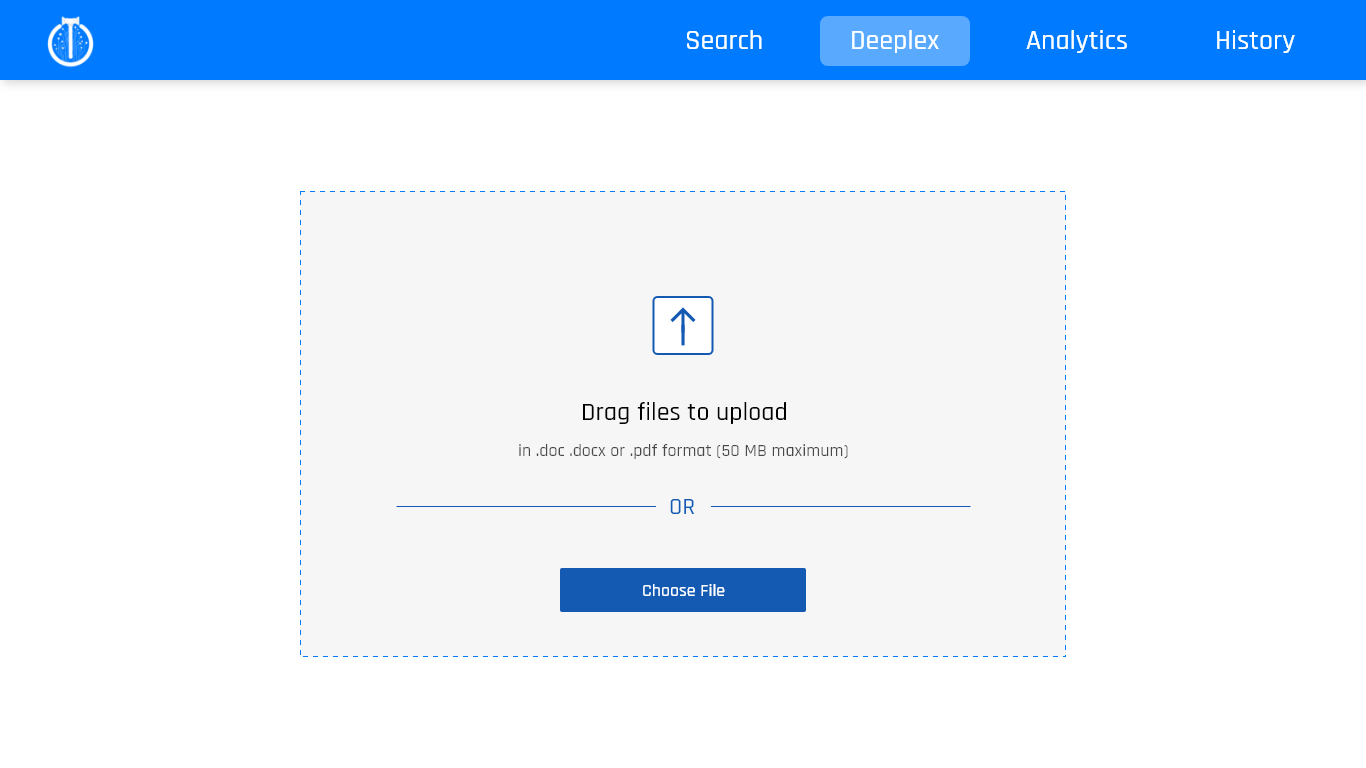 Search Deeplex Analytics History
Drag files to upload
in .doc .docx or .pdf format (50 MB maximum)
OR
Choose File